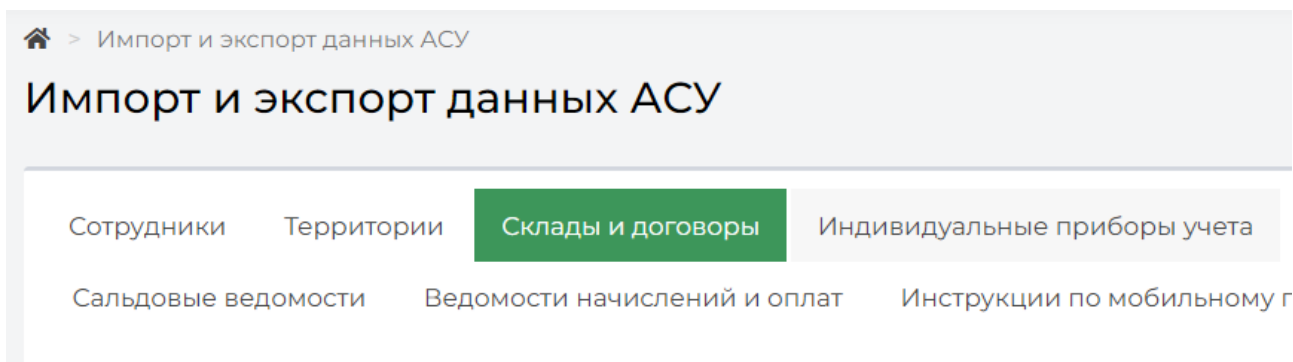 > Импорт и экспорт данных АСУ
Импорт и экспорт данных АСУ
Сотрудники Территории Склады и договоры Индивидуальные приборы учета
Сальдовые ведомости Ведомости начислений и оплат Инструкции по мобильному